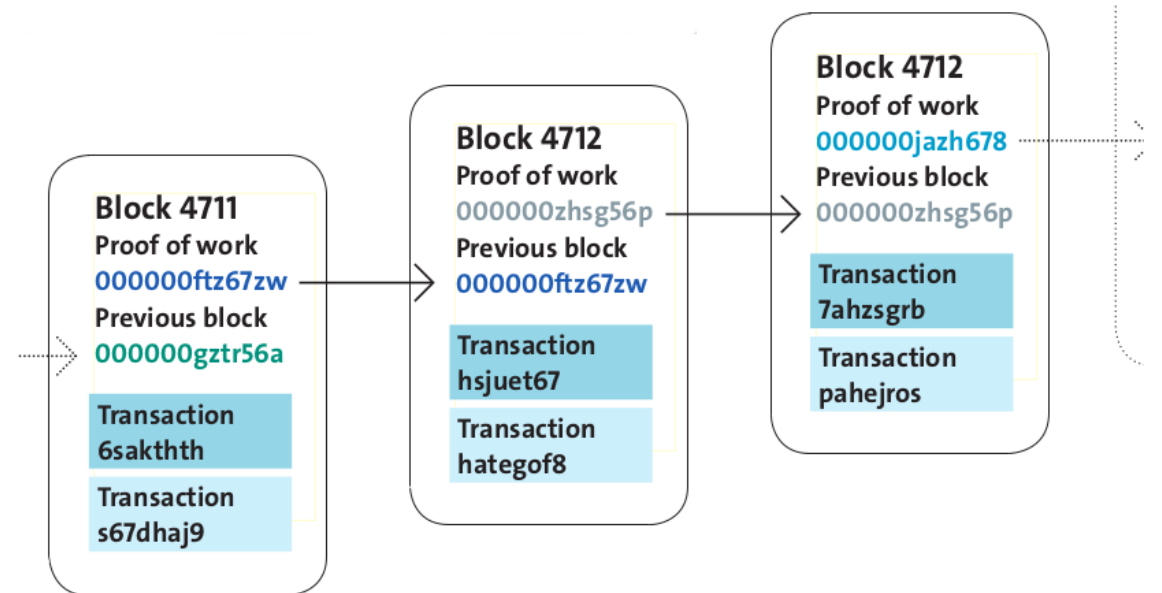 Block 4711
Proof of work
000000ftz67zw
Previous block
000000gztr56a
Transaction
6sakthth
Transaction
s67dhaj9
Block 4712
Proof of work
000000zhsg56p
Previous block
000000ftz67zw
Transaction
hsjuet67
Transaction
hategof8
Block 4712
Proof of work
000000jazh678
Previous block
000000zhsg56p
Transaction
7ahzsgrb
Transaction
pahejros